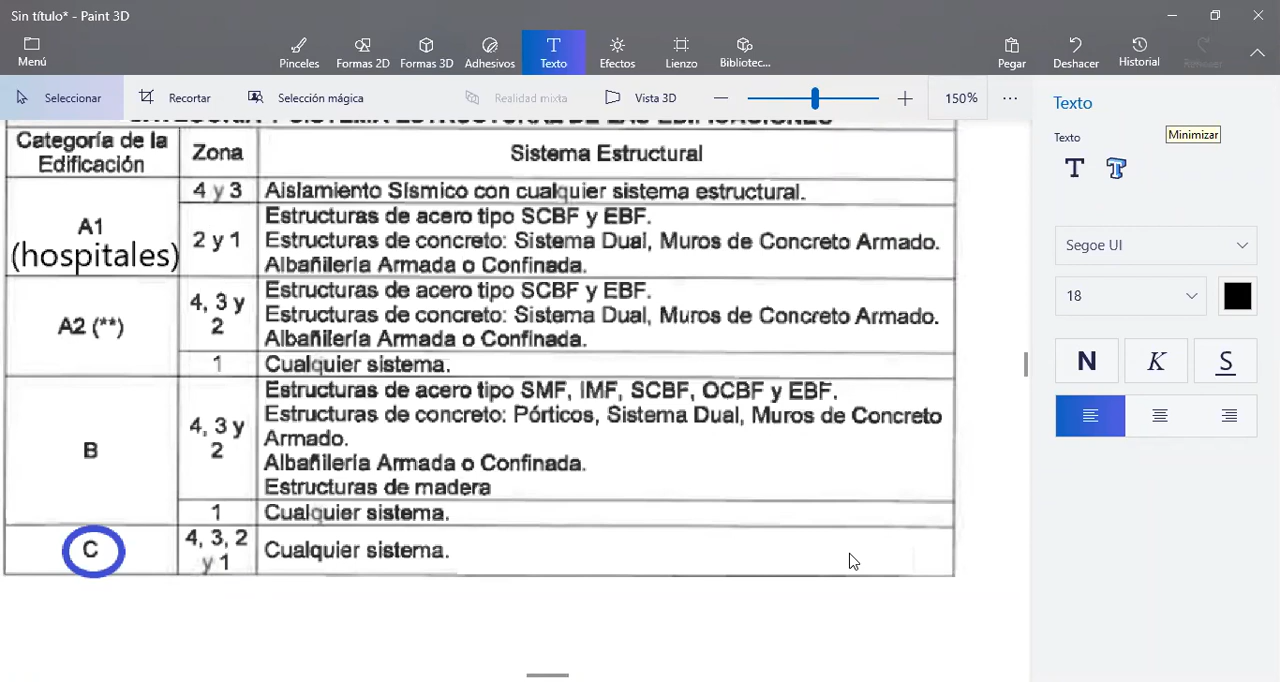 Sin título* - Paint 3D
Menú
Pinceles
Formas 2D
Formas 3D
Adhesivos
Texto
Efectos
Lienzo
Bibliotec...
Pegar
Deshacer
Historial
Seleccionar
Recortar
Selección mágica
Realidad mixta
Vista 3D
150%
Texto
Texto
Minimizar
T T
Segoe UI
18
N K S
CATEGORÍA Y SISTEMA ESTRUCTURAL DE LAS EDIFICACIONES
Categoría de la
Edificación
Zona
Sistema Estructural
A1
(hospitales)
4 y 3
Aislamiento Sísmico con cualquier sistema estructural.
2 y 1
Estructuras de acero tipo SCBF y EBF.
Estructuras de concreto: Sistema Dual, Muros de Concreto Armado.
Albañilería Armada o Confinada.
A2 (**)
4, 3 y
2
Estructuras de acero tipo SCBF y EBF.
Estructuras de concreto: Sistema Dual, Muros de Concreto Armado.
Albañilería Armada o Confinada.
1
Cualquier sistema.
B
4, 3 y
2
Estructuras de acero tipo SMF, IMF, SCBF, OCBF y EBF.
Estructuras de concreto: Pórticos, Sistema Dual, Muros de Concreto
Armado.
Albañilería Armada o Confinada.
Estructuras de madera
1
Cualquier sistema.
C
4, 3, 2
y 1
Cualquier sistema.